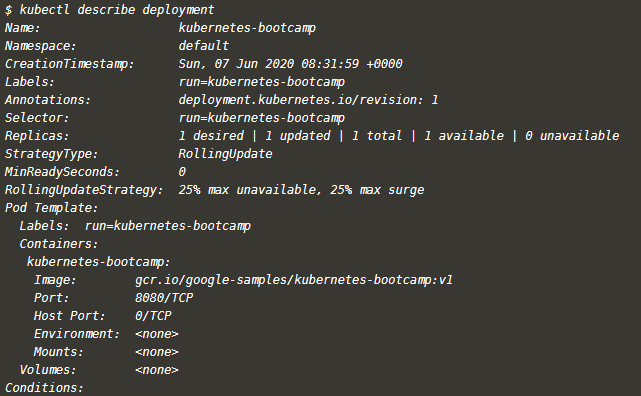 $ kubectl describe deployment
Name:                   kubernetes-bootcamp
Namespace:              default
CreationTimestamp:      Sun, 07 Jun 2020 08:31:59 +0000
Labels:                 run=kubernetes-bootcamp
Annotations:            deployment.kubernetes.io/revision: 1
Selector:               run=kubernetes-bootcamp
Replicas:               1 desired | 1 updated | 1 total | 1 available | 0 unavailable
StrategyType:           RollingUpdate
MinReadySeconds:        0
RollingUpdateStrategy:  25% max unavailable, 25% max surge
Pod Template:
  Labels:  run=kubernetes-bootcamp
  Containers:
   kubernetes-bootcamp:
    Image:        gcr.io/google-samples/kubernetes-bootcamp:v1
    Port:         8080/TCP
    Host Port:    0/TCP
    Environment:  <none>
    Mounts:       <none>
  Volumes:        <none>
Conditions: